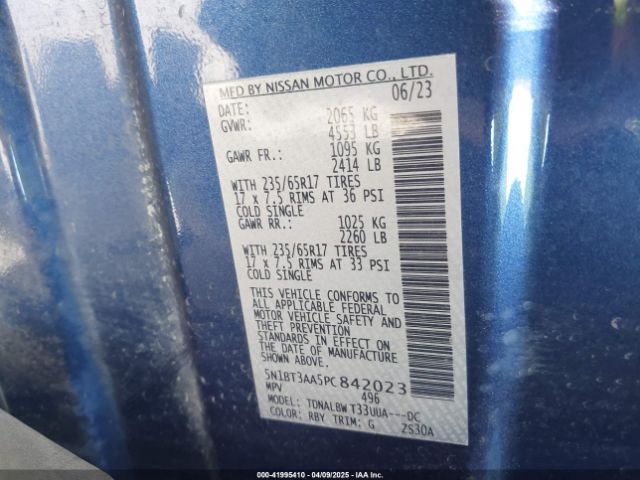 MFD BY NISSAN MOTOR CO., LTD.
DATE: 06/23
GVWR: 2065 KG
4553 LB
GAWR FR.: 1095 KG
2414 LB
WITH 235/65R17 TIRES
17 x 7.5 RIMS AT 36 PSI
COLD SINGLE
GAWR RR.: 1025 KG
2260 LB
WITH 235/65R17 TIRES
17 x 7.5 RIMS AT 33 PSI
COLD SINGLE
THIS VEHICLE CONFORMS TO
ALL APPLICABLE FEDERAL
MOTOR VEHICLE SAFETY AND
THEFT PREVENTION
STANDARDS IN EFFECT ON
THE DATE OF MANUFACTURE
SHOWN ABOVE.
5N1BT3AA5PC842023
MPV 496
MODEL: TDNALBW T33UUA---DC
COLOR: RBY TRIM: G ZS30A
000-41995410 - 04/09/2025 - IAAI.com